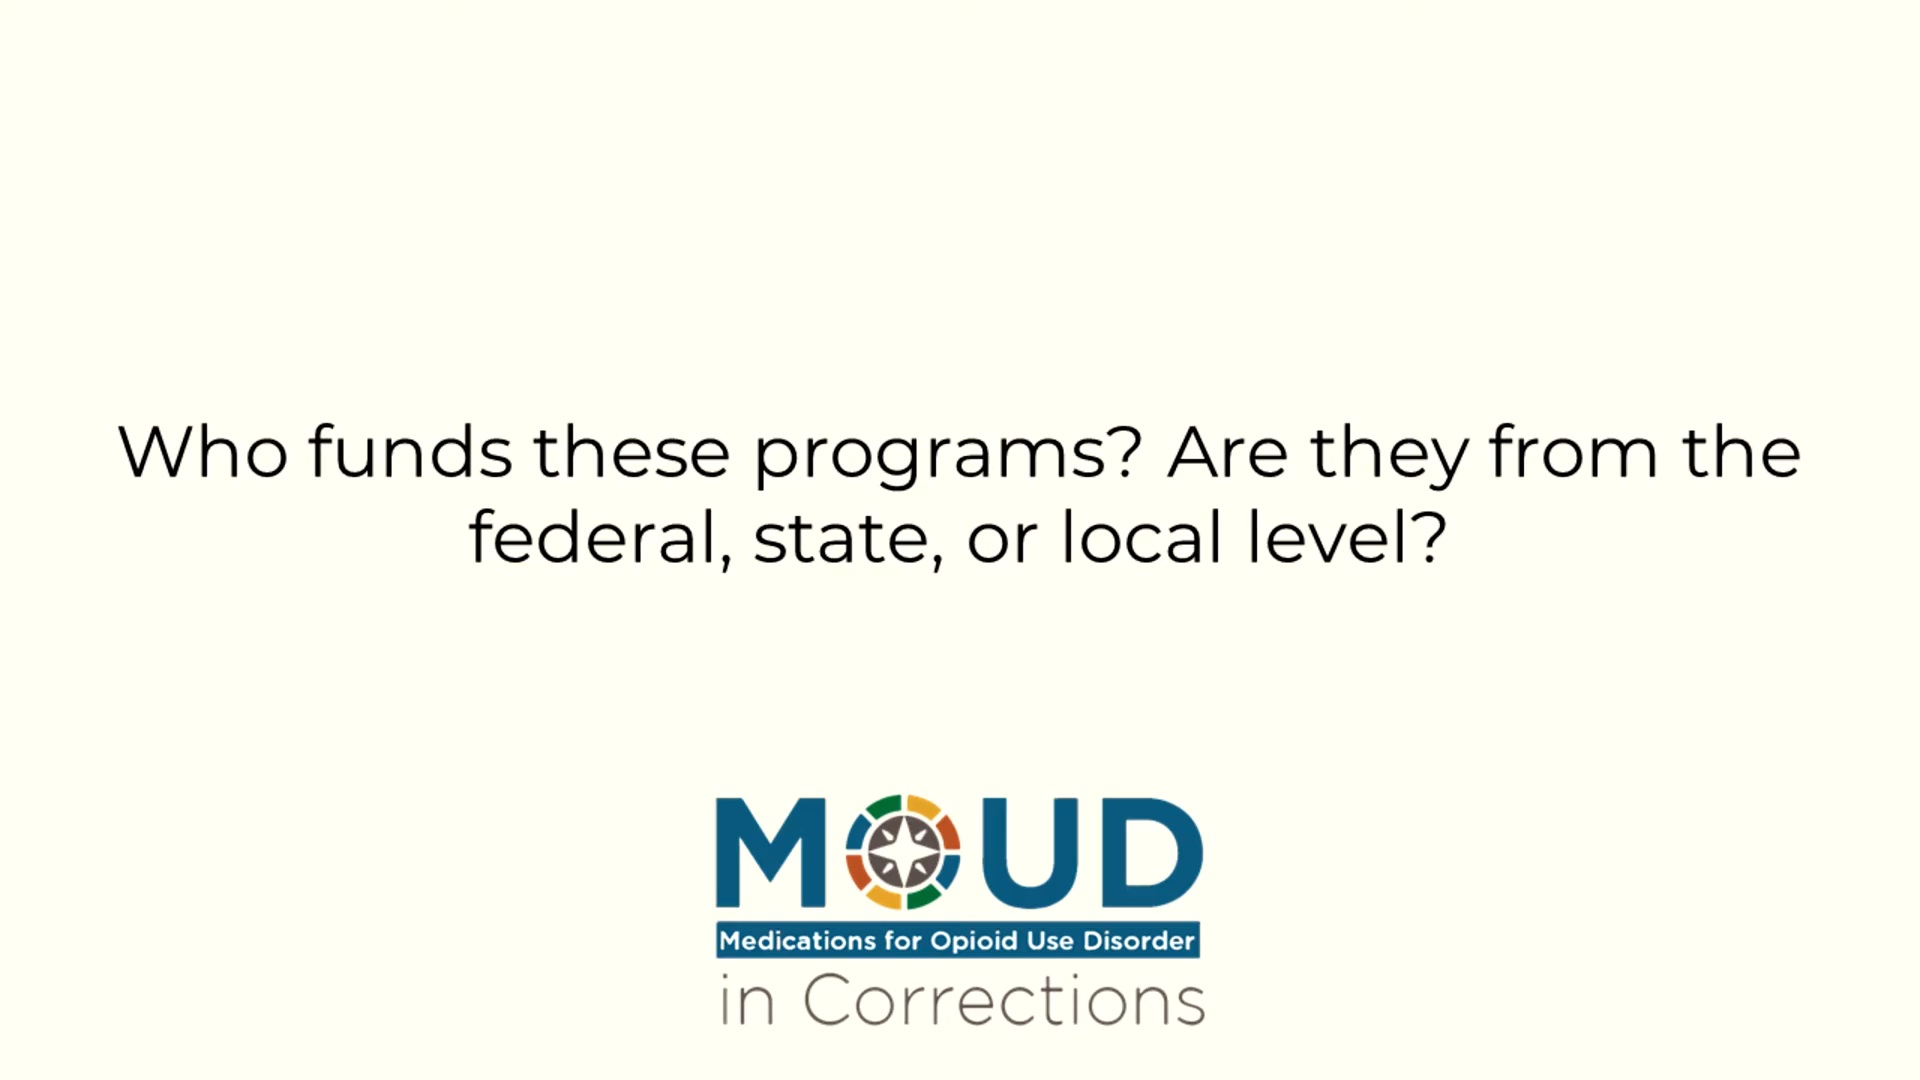 Who funds these programs? Are they from the
federal, state, or local level?
MOUD
Medications for Opioid Use Disorder
in Corrections